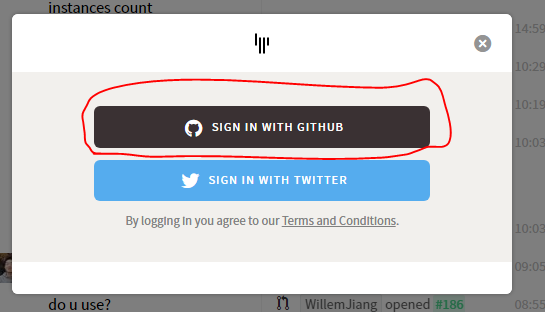 instances count
14:59
10:29
SIGN IN WITH GITHUB
10:19
10:03
SIGN IN WITH TWITTER
By logging in you agree to our Terms and Conditions.
10:03
09:05
do u use?
WillemJiang opened #186
08:55